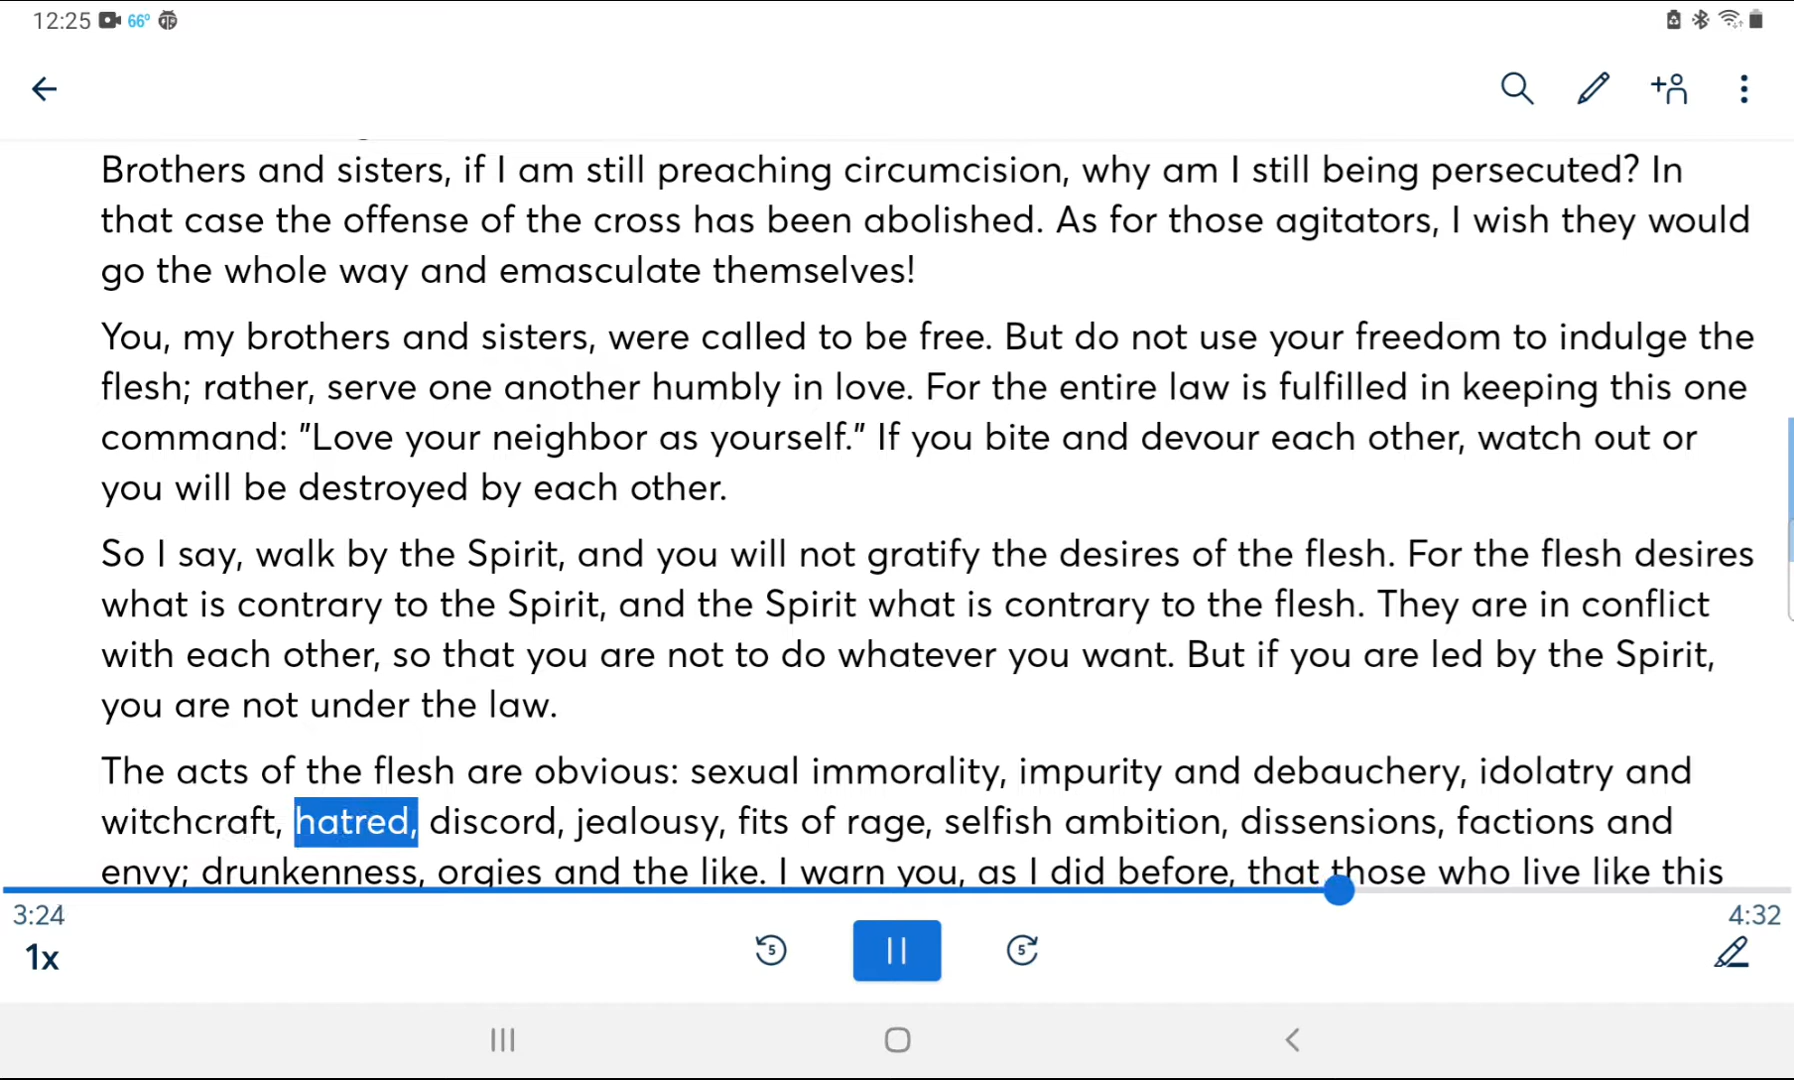 12:25 66°
Brothers and sisters, if I am still preaching circumcision, why am I still being persecuted? In
that case the offense of the cross has been abolished. As for those agitators, I wish they would
go the whole way and emasculate themselves!
You, my brothers and sisters, were called to be free. But do not use your freedom to indulge the
flesh; rather, serve one another humbly in love. For the entire law is fulfilled in keeping this one
command: "Love your neighbor as yourself." If you bite and devour each other, watch out or
you will be destroyed by each other.
So I say, walk by the Spirit, and you will not gratify the desires of the flesh. For the flesh desires
what is contrary to the Spirit, and the Spirit what is contrary to the flesh. They are in conflict
with each other, so that you are not to do whatever you want. But if you are led by the Spirit,
you are not under the law.
The acts of the flesh are obvious: sexual immorality, impurity and debauchery, idolatry and
witchcraft, hatred, discord, jealousy, fits of rage, selfish ambition, dissensions, factions and
envy; drunkenness, orgies and the like. I warn you, as I did before, that those who live like this
3:24 4:32
1x 5 5